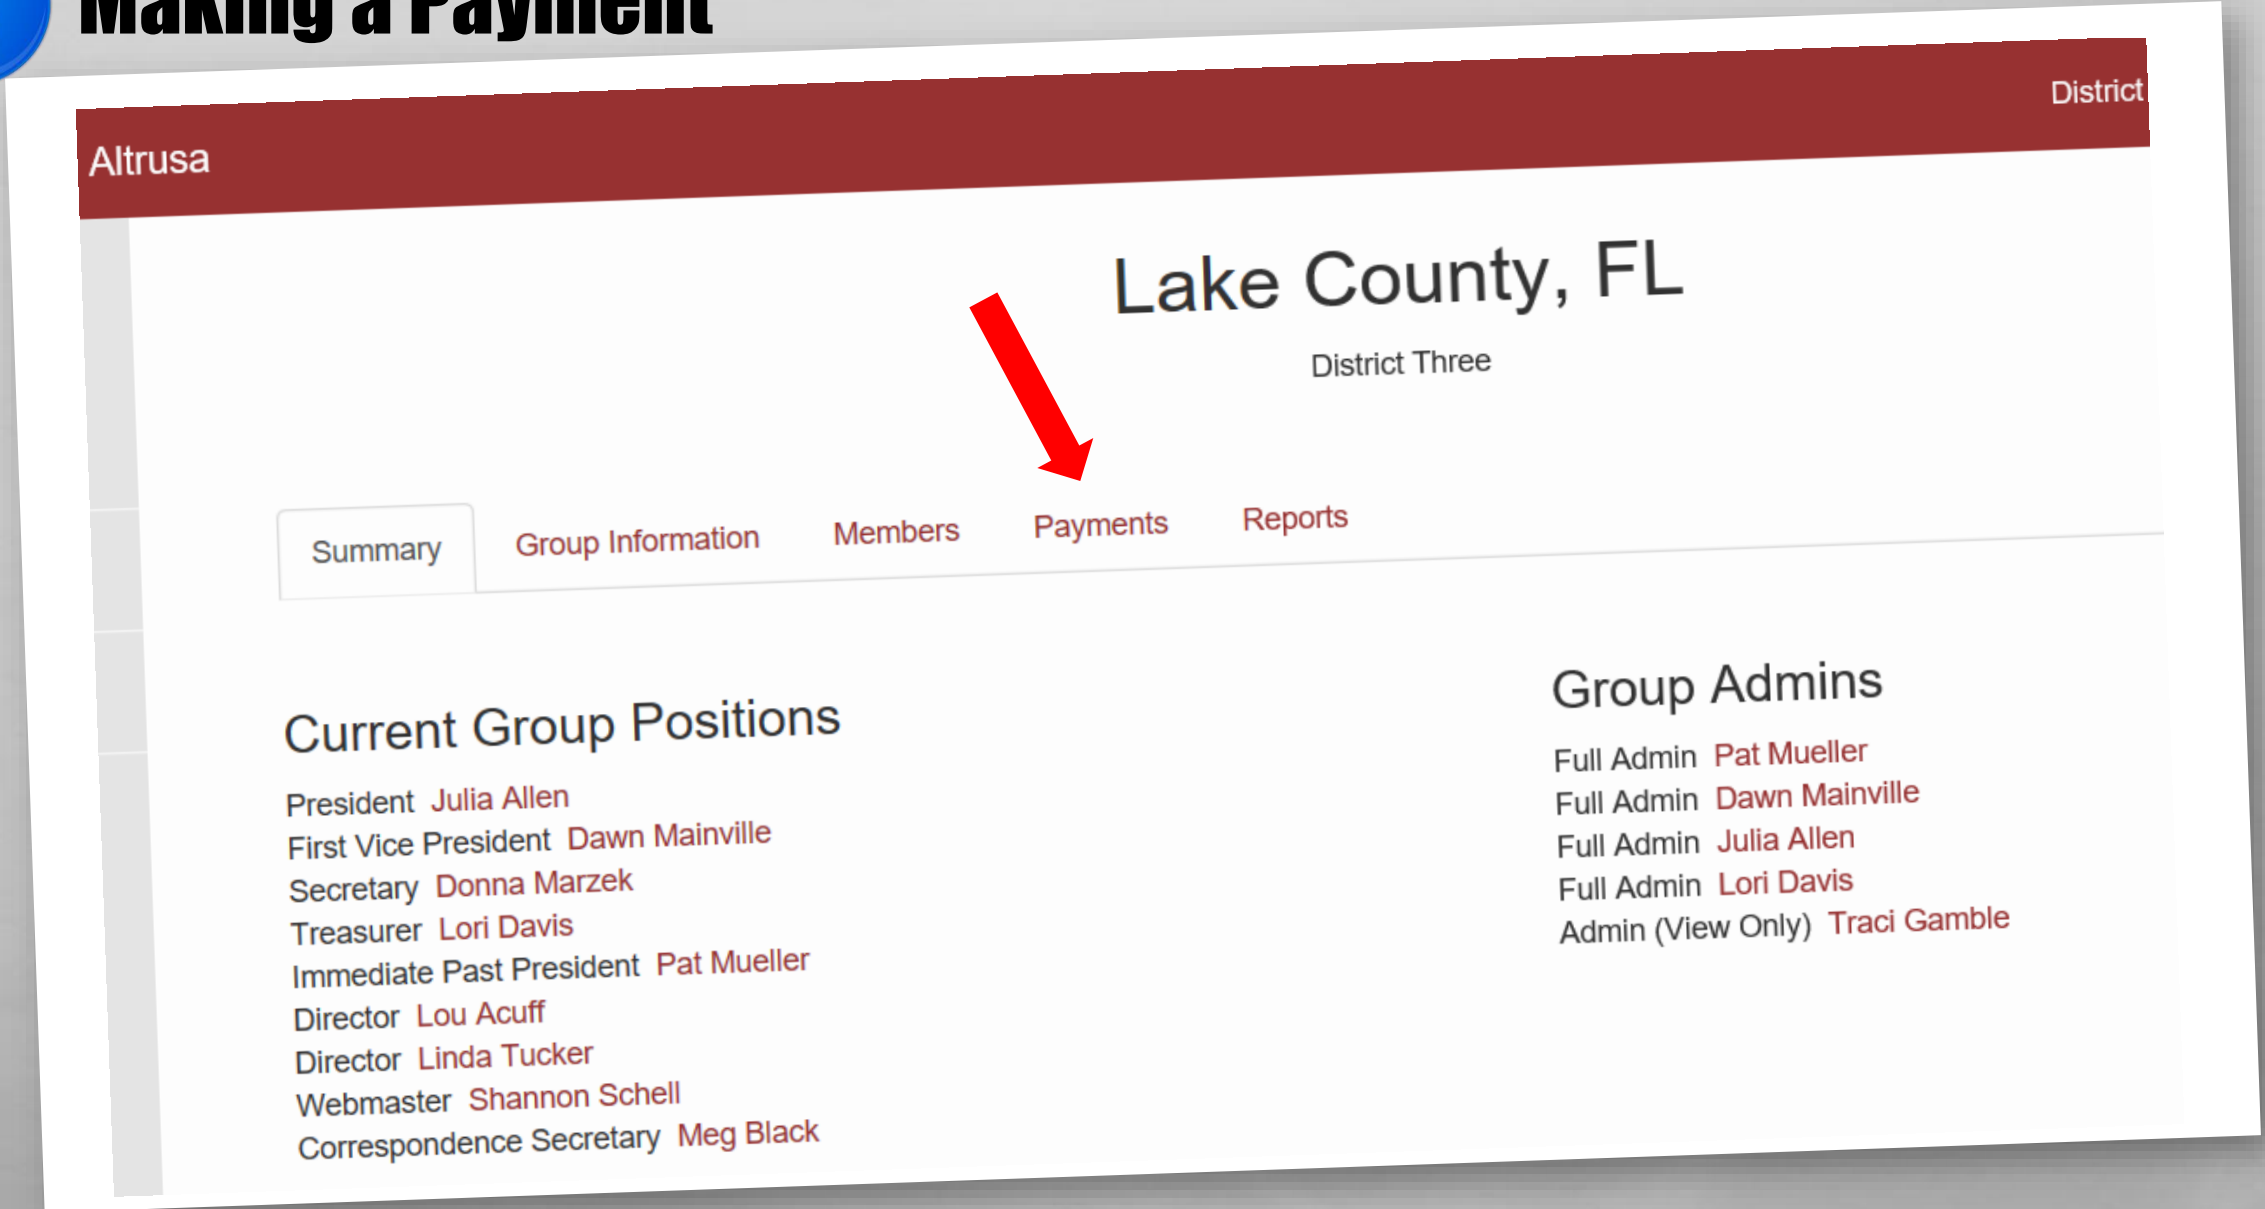 Making a Payment
District
Altrusa
Lake County, FL
District Three
Summary Group Information Members Payments Reports
Current Group Positions
President Julia Allen
First Vice President Dawn Mainville
Secretary Donna Marzek
Treasurer Lori Davis
Immediate Past President Pat Mueller
Director Lou Acuff
Director Linda Tucker
Webmaster Shannon Schell
Correspondence Secretary Meg Black
Group Admins
Full Admin Pat Mueller
Full Admin Dawn Mainville
Full Admin Julia Allen
Full Admin Lori Davis
Admin (View Only) Traci Gamble